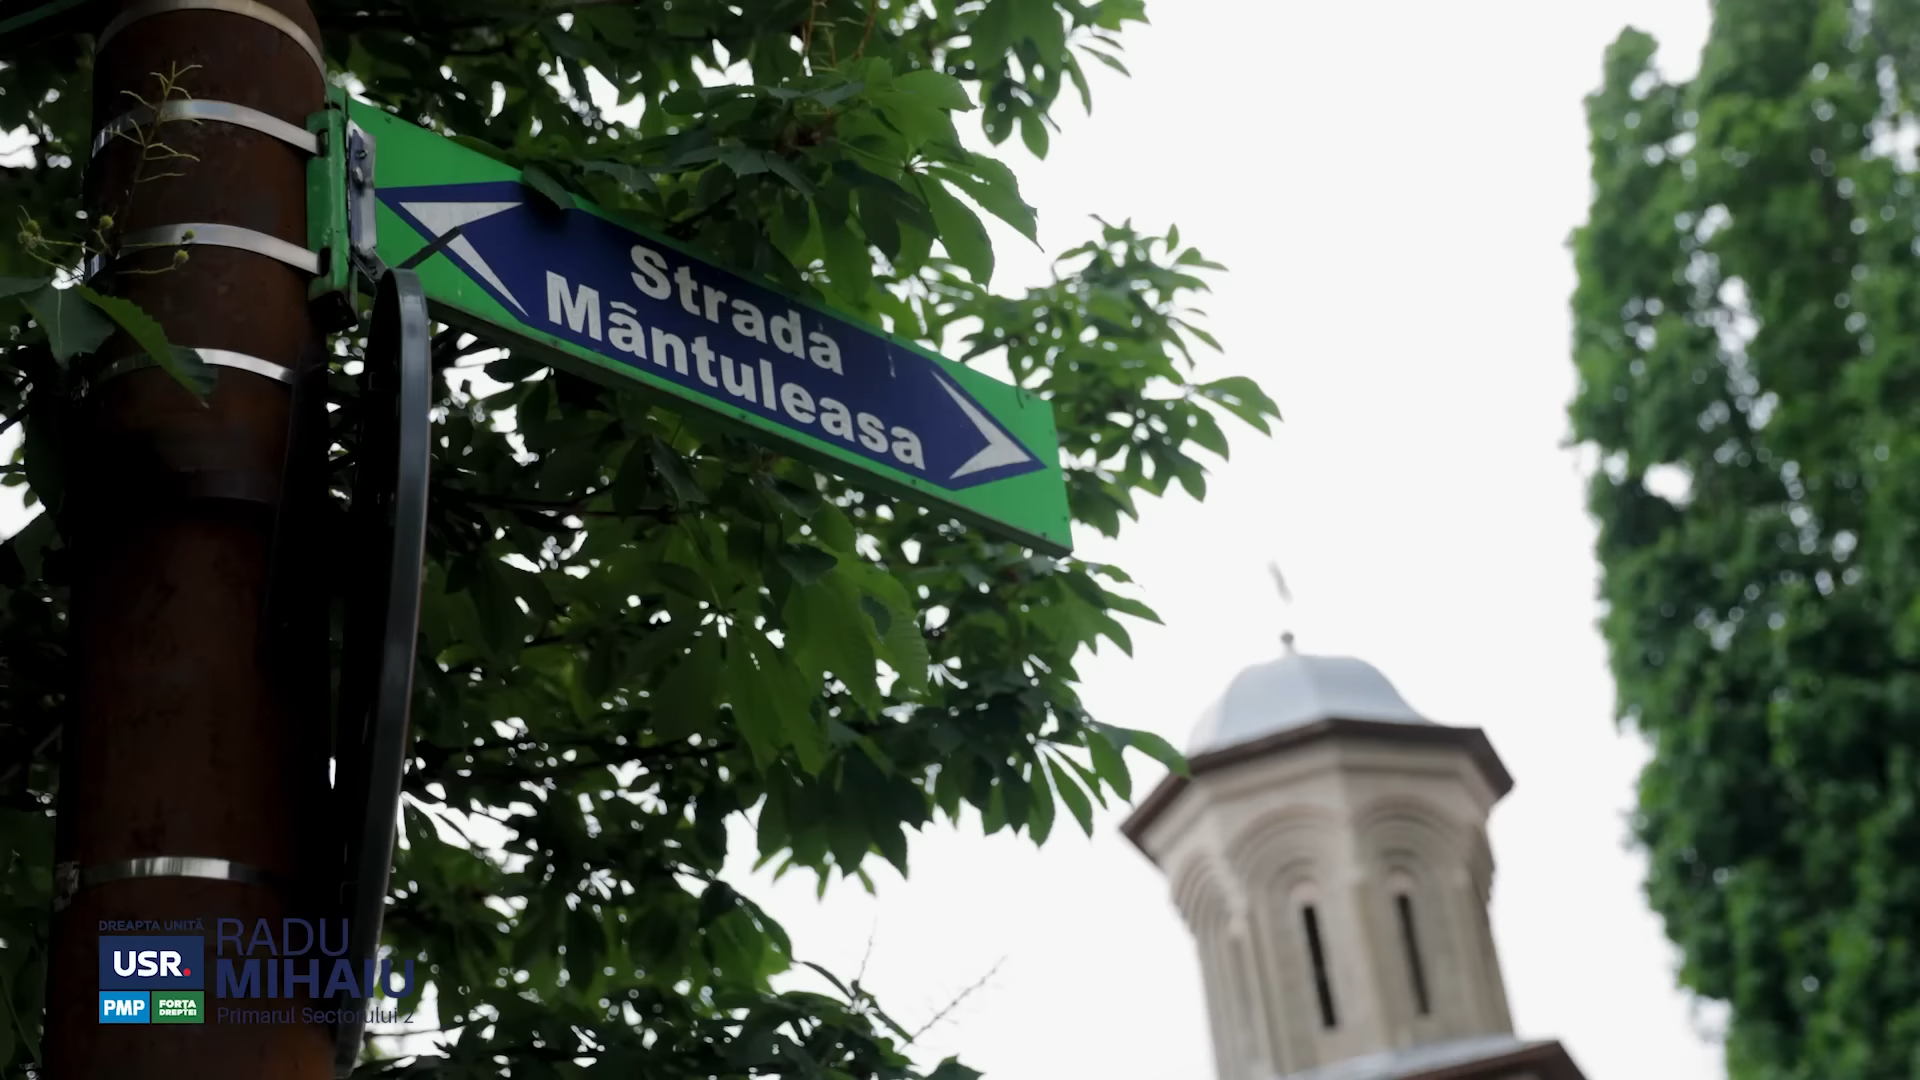 Strada
Mântuleasa
DREAPTA UNITĂ
USR.
PMP
FORȚA
DREPTEI
RADU
MIHAIU
Primarul Sectorului 2